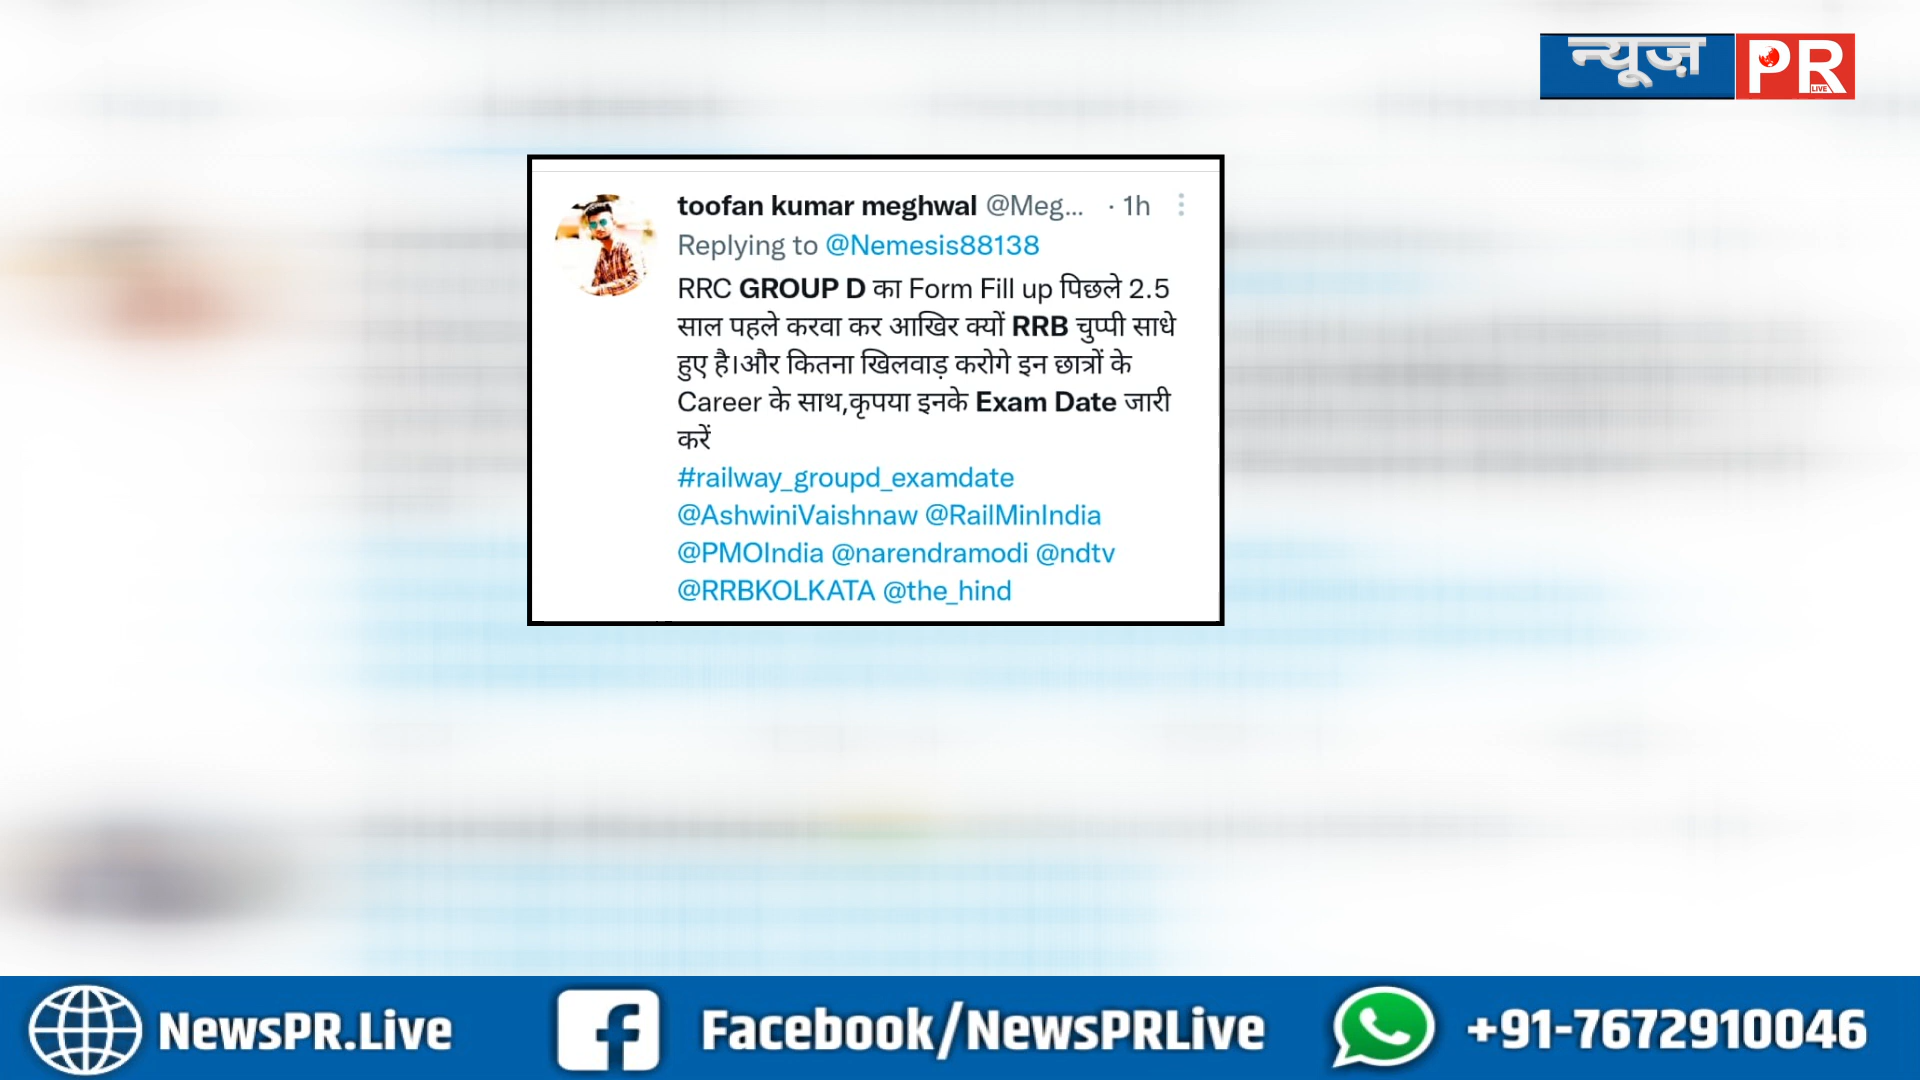 न्यूज़ PR
LIVE
toofan kumar meghwal @Meg... · 1h
Replying to @Nemesis88138
RRC GROUP D का Form Fill up पिछले 2.5
साल पहले करवा कर आखिर क्यों RRB चुप्पी साधे
हुए है।और कितना खिलवाड़ करोगे इन छात्रों के
Career के साथ,कृपया इनके Exam Date जारी
करें
#railway_groupd_examdate
@AshwiniVaishnaw @RailMinIndia
@PMOIndia @narendramodi @ndtv
@RRBKOLKATA @the_hind
NewsPR.Live Facebook/NewsPRLive +91-7672910046